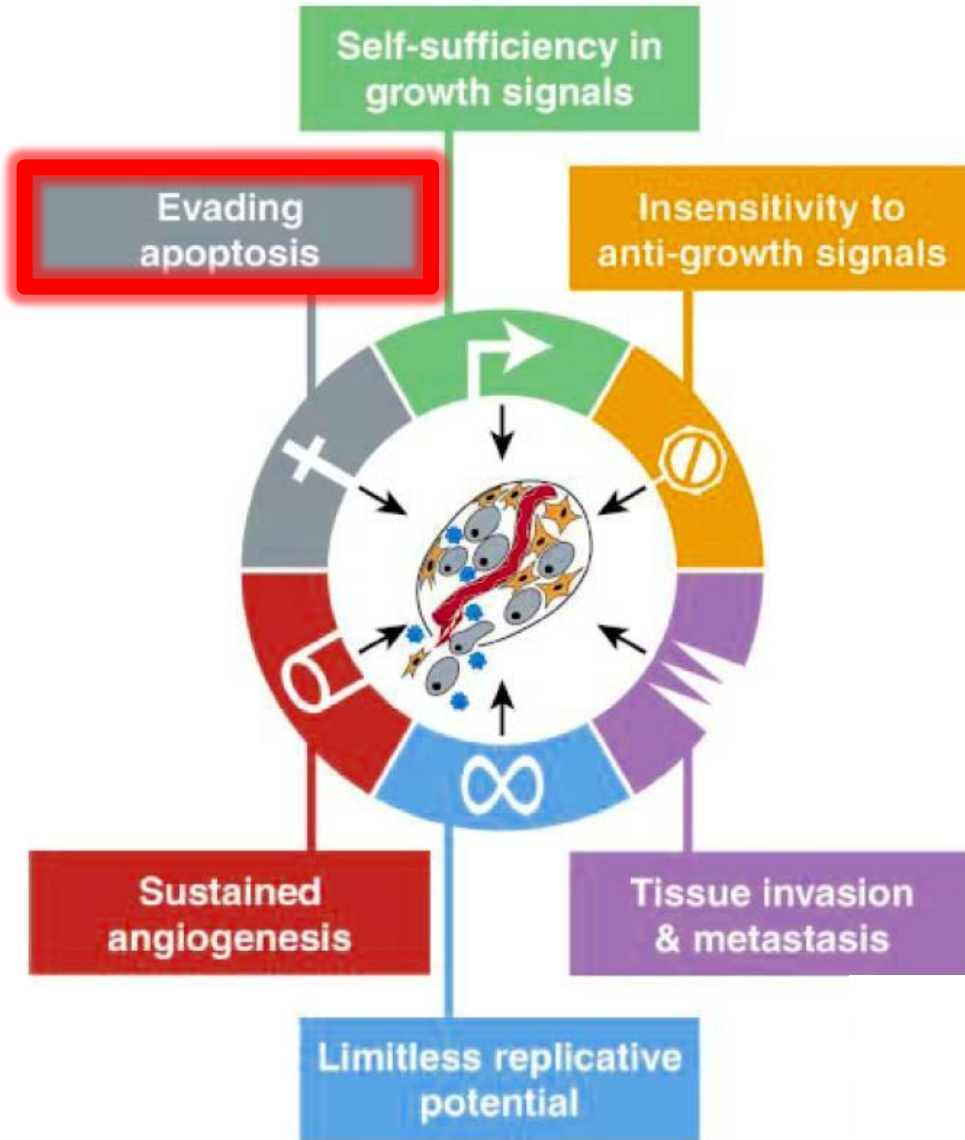 Self-sufficiency in
growth signals
Evading
apoptosis
Insensitivity to
anti-growth signals
Sustained
angiogenesis
Tissue invasion
& metastasis
Limitless replicative
potential